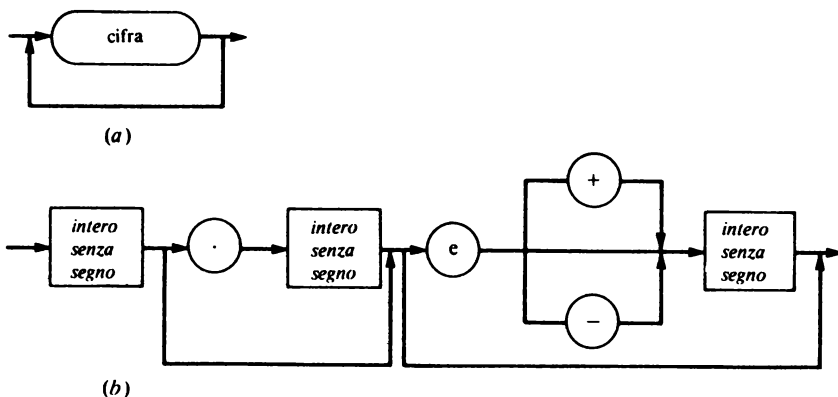 cifra
(a)
intero
senza
segno
.
intero
senza
segno
e
+
−
intero
senza
segno
(b)